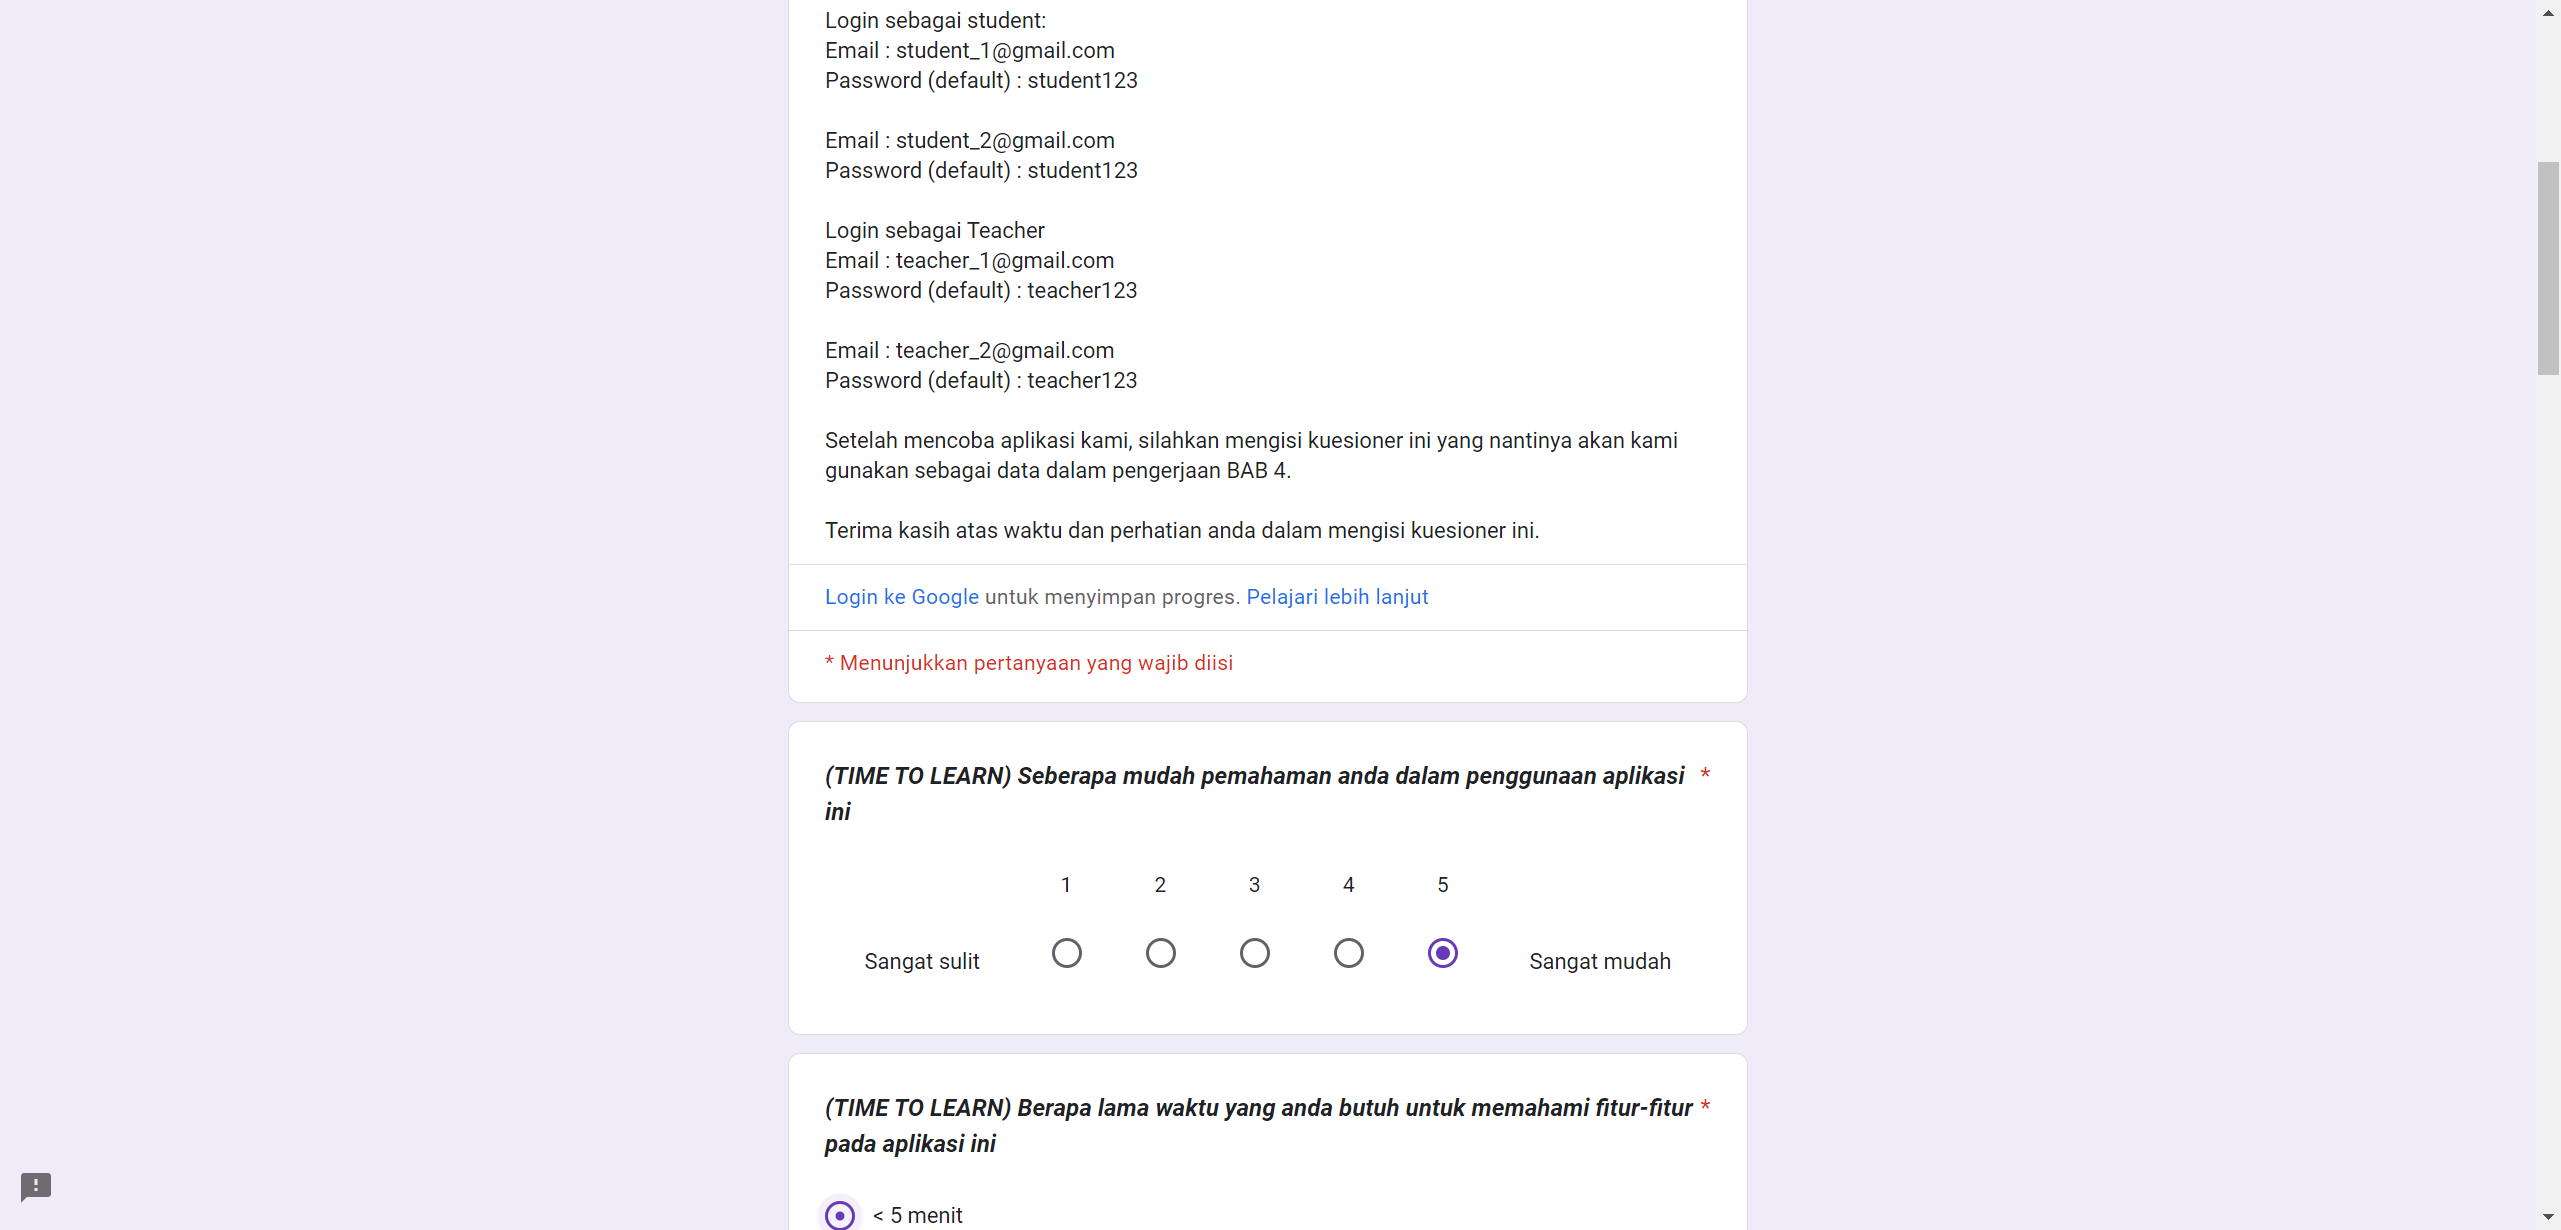 Login sebagai student:
Email : student_1@gmail.com
Password (default) : student123
Email : student_2@gmail.com
Password (default) : student123
Login sebagai Teacher
Email : teacher_1@gmail.com
Password (default) : teacher123
Email : teacher_2@gmail.com
Password (default) : teacher123
Setelah mencoba aplikasi kami, silahkan mengisi kuesioner ini yang nantinya akan kami
gunakan sebagai data dalam pengerjaan BAB 4.
Terima kasih atas waktu dan perhatian anda dalam mengisi kuesioner ini.
Login ke Google untuk menyimpan progres. Pelajari lebih lanjut
* Menunjukkan pertanyaan yang wajib diisi
(TIME TO LEARN) Seberapa mudah pemahaman anda dalam penggunaan aplikasi *
ini
1 2 3 4 5
Sangat sulit Sangat mudah
(TIME TO LEARN) Berapa lama waktu yang anda butuh untuk memahami fitur-fitur *
pada aplikasi ini
< 5 menit